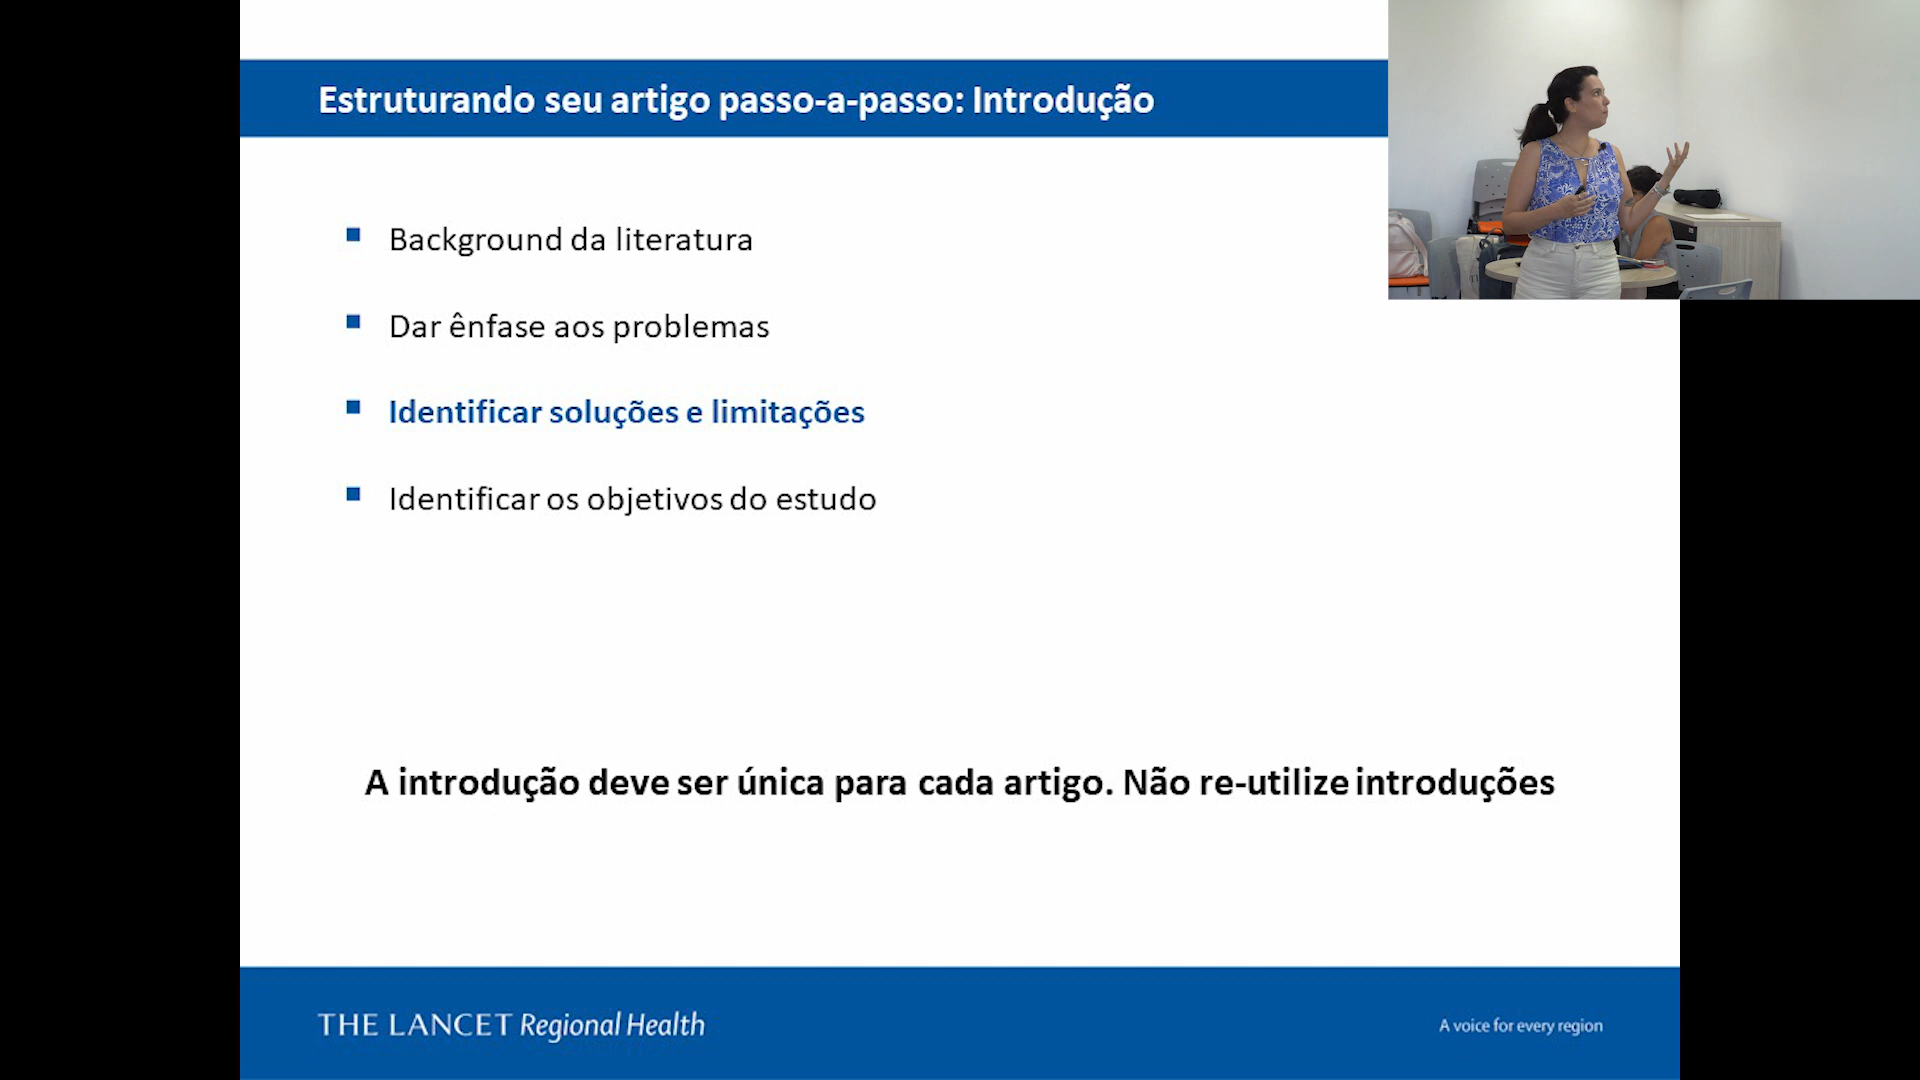 Estruturando seu artigo passo-a-passo: Introdução
Background da literatura
Dar ênfase aos problemas
Identificar soluções e limitações
Identificar os objetivos do estudo
A introdução deve ser única para cada artigo. Não re-utilize introduções
THE LANCET Regional Health
A voice for every region